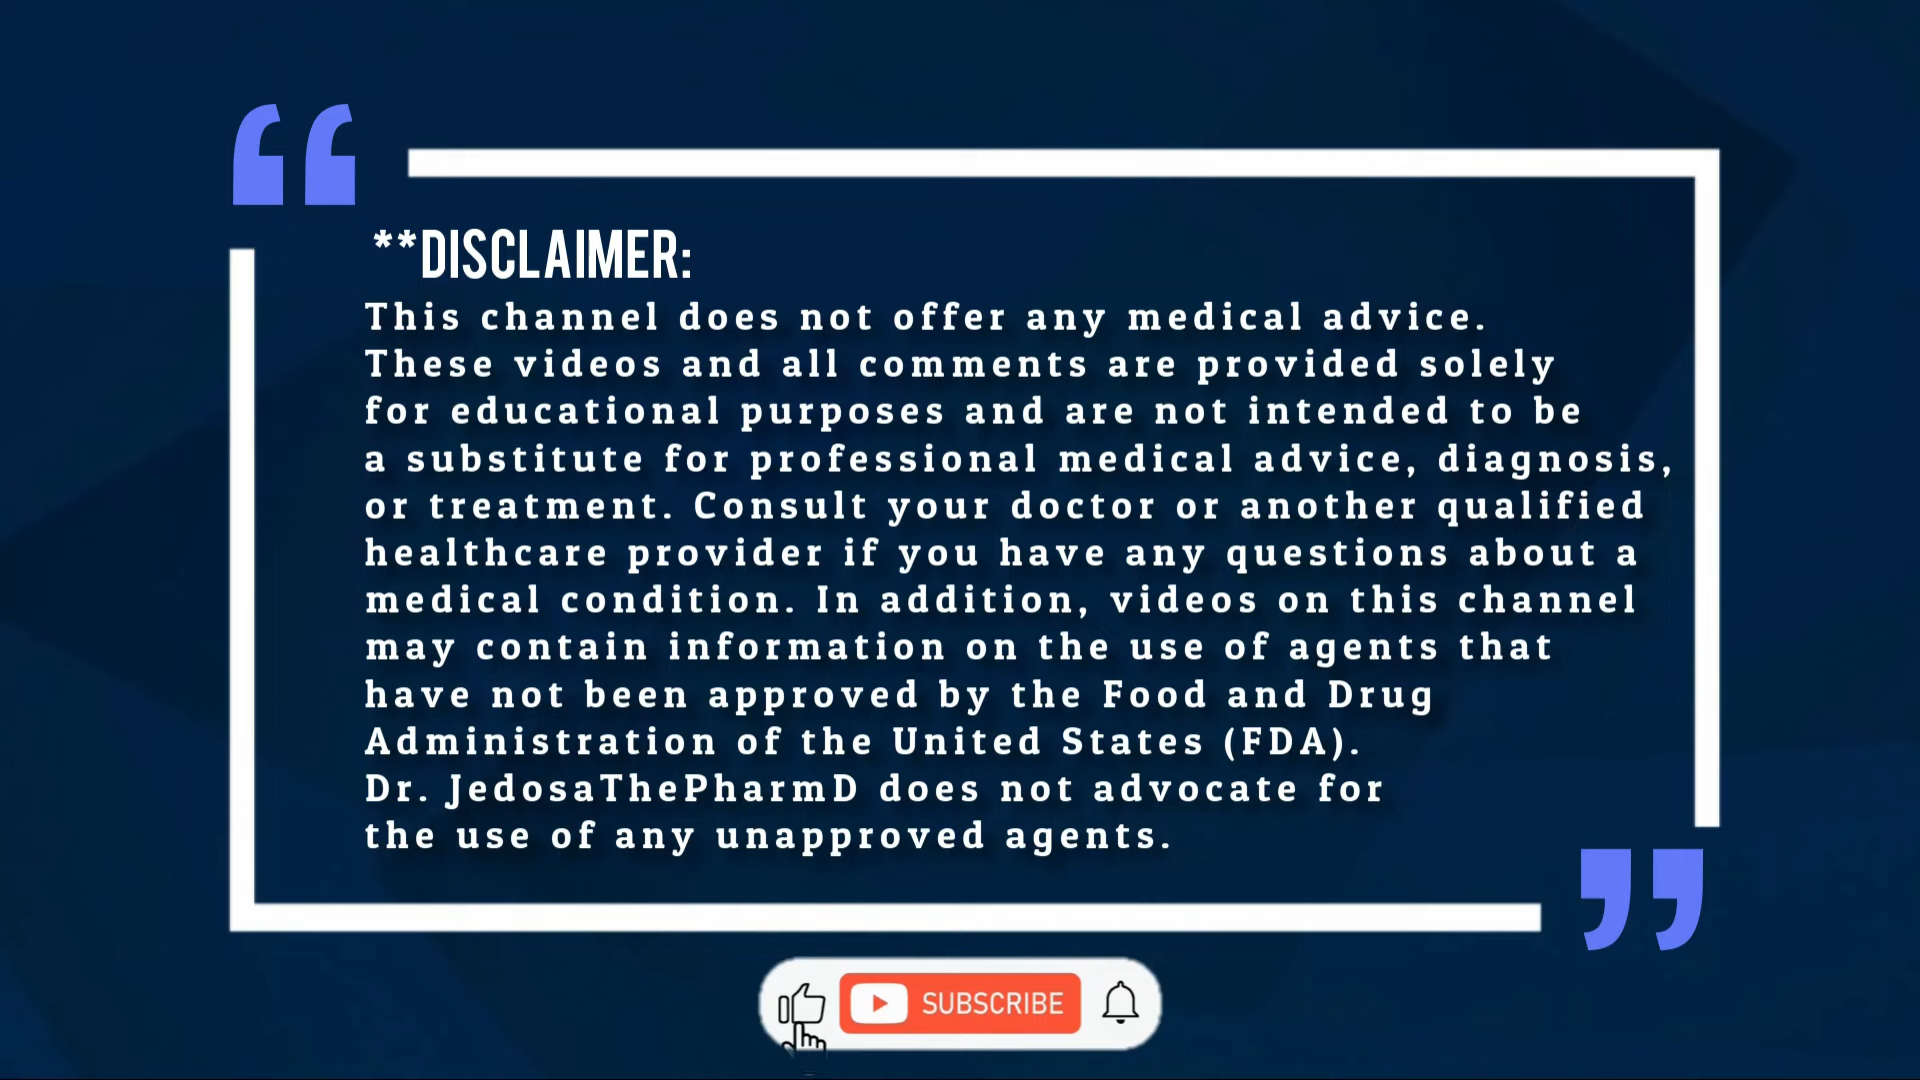 **DISCLAIMER:
This channel does not offer any medical advice.
These videos and all comments are provided solely
for educational purposes and are not intended to be
a substitute for professional medical advice, diagnosis,
or treatment. Consult your doctor or another qualified
healthcare provider if you have any questions about a
medical condition. In addition, videos on this channel
may contain information on the use of agents that
have not been approved by the Food and Drug
Administration of the United States (FDA).
Dr. JedosaThePharmD does not advocate for
the use of any unapproved agents.
SUBSCRIBE